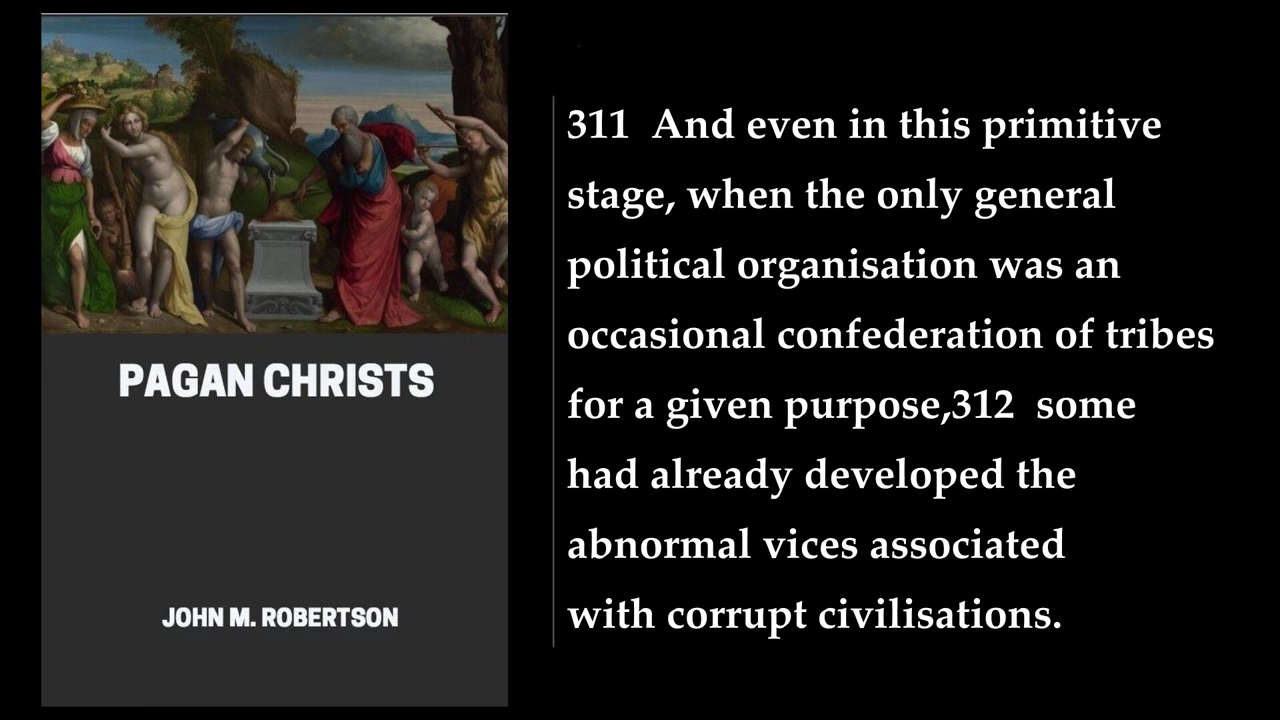 PAGAN CHRISTS
JOHN M. ROBERTSON
311 And even in this primitive
stage, when the only general
political organisation was an
occasional confederation of tribes
for a given purpose,312 some
had already developed the
abnormal vices associated
with corrupt civilisations.